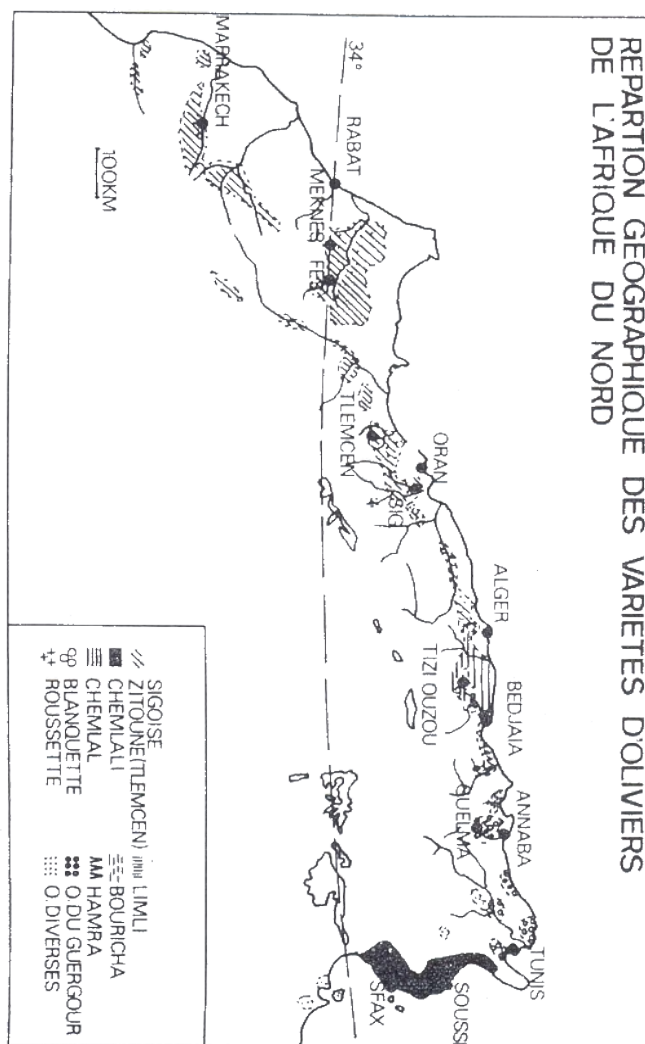 REPARTION GEOGRAPHIQUE DES VARIETES D'OLIVIERS
DE L'AFRIQUE DU NORD
34°
RABAT
MEKNES
FES
MARRAKECH
100KM
TLEMCEN
ORAN
SIG
ALGER
TIZI OUZOU
BEDJAIA
ANNABA
GUELMA
TUNIS
SOUSSE
SFAX
SIGOISE
ZITOUNE(TLEMCEN)
CHEMLALI
CHEMLAL
BLANQUETTE
ROUSSETTE
LIMLI
BOURICHA
HAMRA
O.DU GUERGOUR
O.DIVERSES